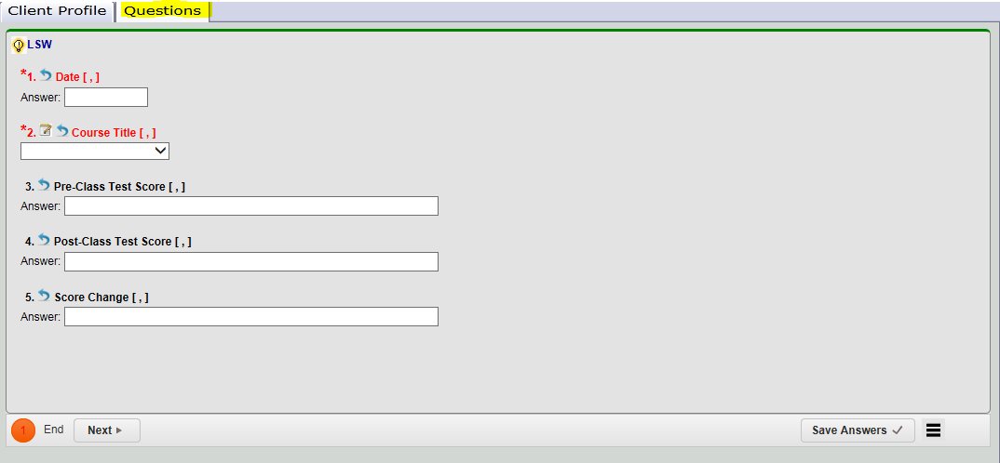 Client Profile Questions
LSW
*1. Date [ , ]
Answer:
*2. Course Title [ , ]
3. Pre-Class Test Score [ , ]
Answer:
4. Post-Class Test Score [ , ]
Answer:
5. Score Change [ , ]
Answer:
1 End Next Save Answers